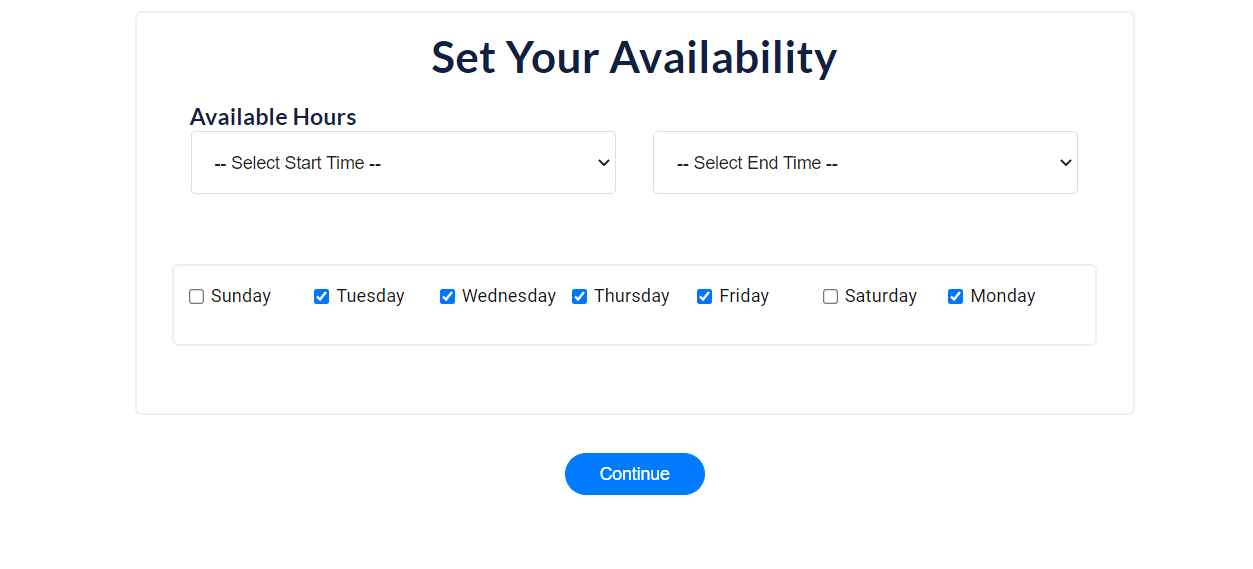 Set Your Availability
Available Hours
-- Select Start Time -- -- Select End Time --
Sunday Tuesday Wednesday Thursday Friday Saturday Monday
Continue